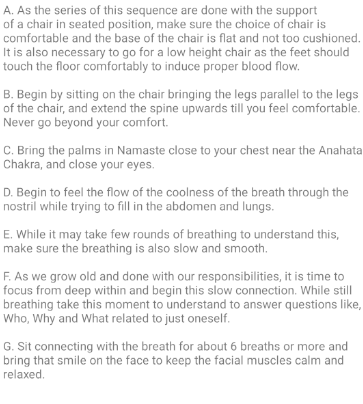 A. As the series of this sequence are done with the support
of a chair in seated position, make sure the choice of chair is
comfortable and the base of the chair is flat and not too cushioned.
It is also necessary to go for a low height chair as the feet should
touch the floor comfortably to induce proper blood flow.
B. Begin by sitting on the chair bringing the legs parallel to the legs
of the chair, and extend the spine upwards till you feel comfortable.
Never go beyond your comfort.
C. Bring the palms in Namaste close to your chest near the Anahata
Chakra, and close your eyes.
D. Begin to feel the flow of the coolness of the breath through the
nostril while trying to fill in the abdomen and lungs.
E. While it may take few rounds of breathing to understand this,
make sure the breathing is also slow and smooth.
F. As we grow old and done with our responsibilities, it is time to
focus from deep within and begin this slow connection. While still
breathing take this moment to understand to answer questions like,
Who, Why and What related to just oneself.
G. Sit connecting with the breath for about 6 breaths or more and
bring that smile on the face to keep the facial muscles calm and
relaxed.